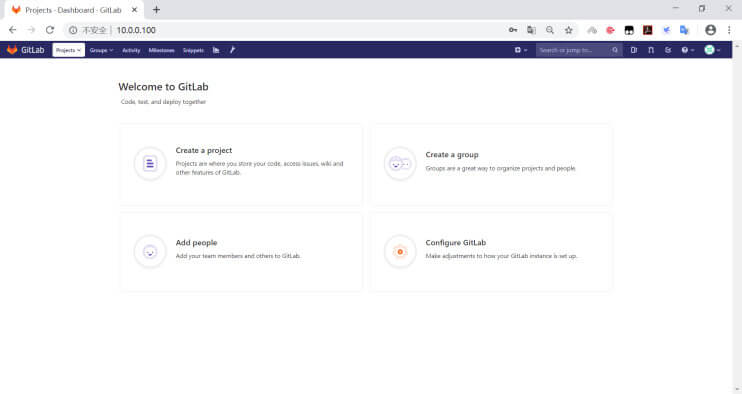 Projects · Dashboard · GitLab
不安全 10.0.0.100
GitLab Projects Groups Activity Milestones Snippets Search or jump to...
Welcome to GitLab
Code, test, and deploy together
Create a project
Projects are where you store your code, access issues, wiki and
other features of GitLab.
Create a group
Groups are a great way to organize projects and people.
Add people
Add your team members and others to GitLab.
Configure GitLab
Make adjustments to how your GitLab instance is set up.